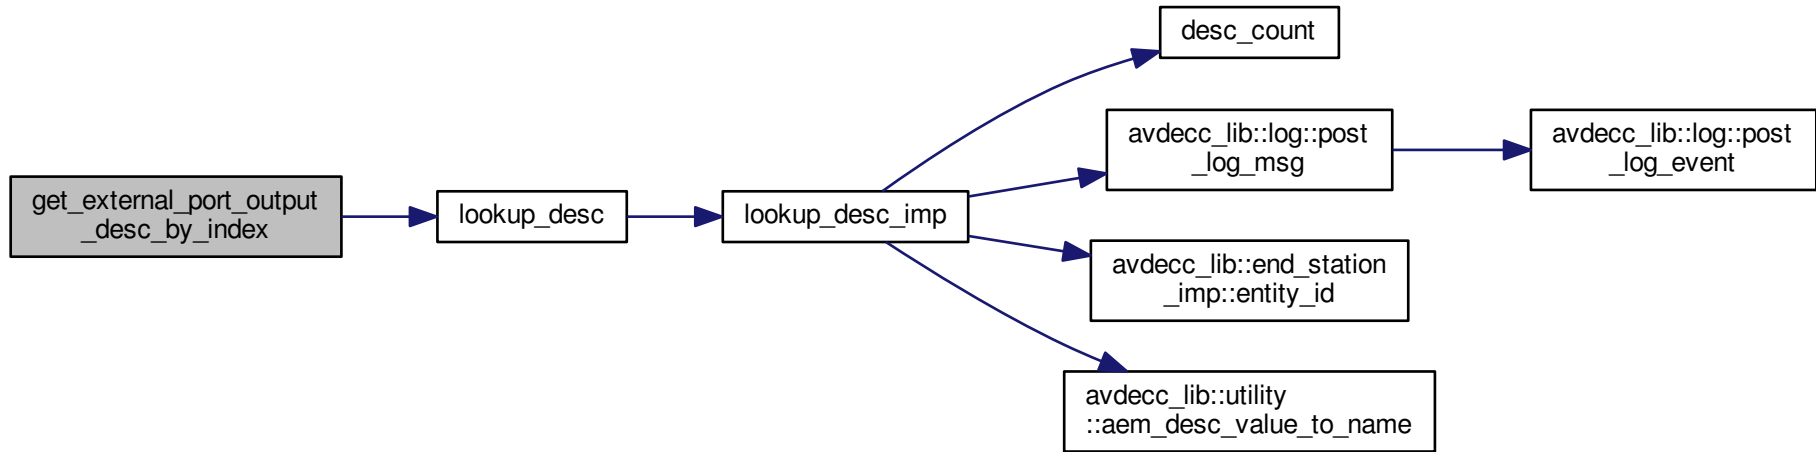 get_external_port_output
_desc_by_index
lookup_desc
lookup_desc_imp
desc_count
avdecc_lib::log::post
_log_msg
avdecc_lib::log::post
_log_event
avdecc_lib::end_station
_imp::entity_id
avdecc_lib::utility
::aem_desc_value_to_name